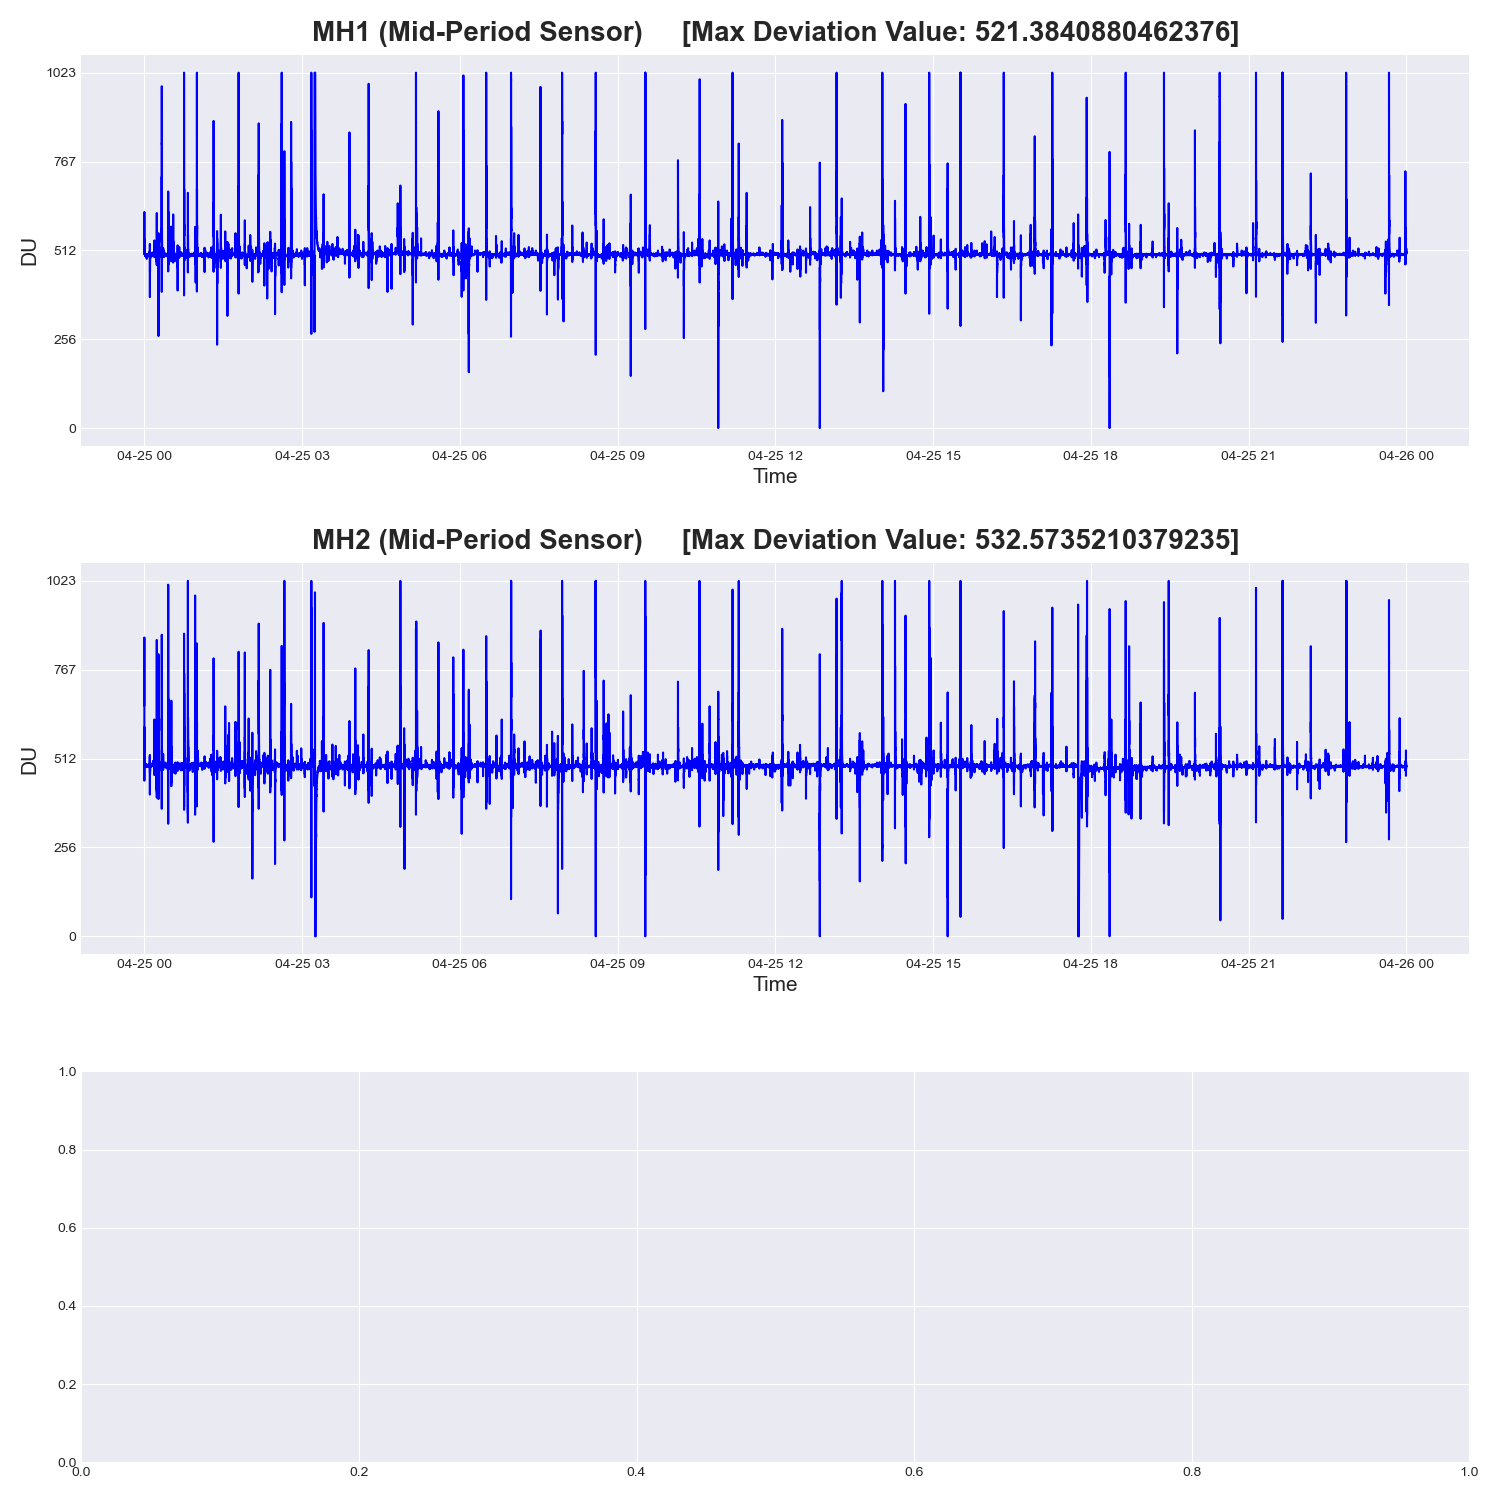 MH1 (Mid-Period Sensor) [Max Deviation Value: 521.3840880462376]
1023
767
512
256
0
DU
04-25 00 04-25 03 04-25 06 04-25 09 04-25 12 04-25 15 04-25 18 04-25 21 04-26 00
Time
MH2 (Mid-Period Sensor) [Max Deviation Value: 532.5735210379235]
1023
767
512
256
0
DU
04-25 00 04-25 03 04-25 06 04-25 09 04-25 12 04-25 15 04-25 18 04-25 21 04-26 00
Time
1.0
0.8
0.6
0.4
0.2
0.0
0.0 0.2 0.4 0.6 0.8 1.0